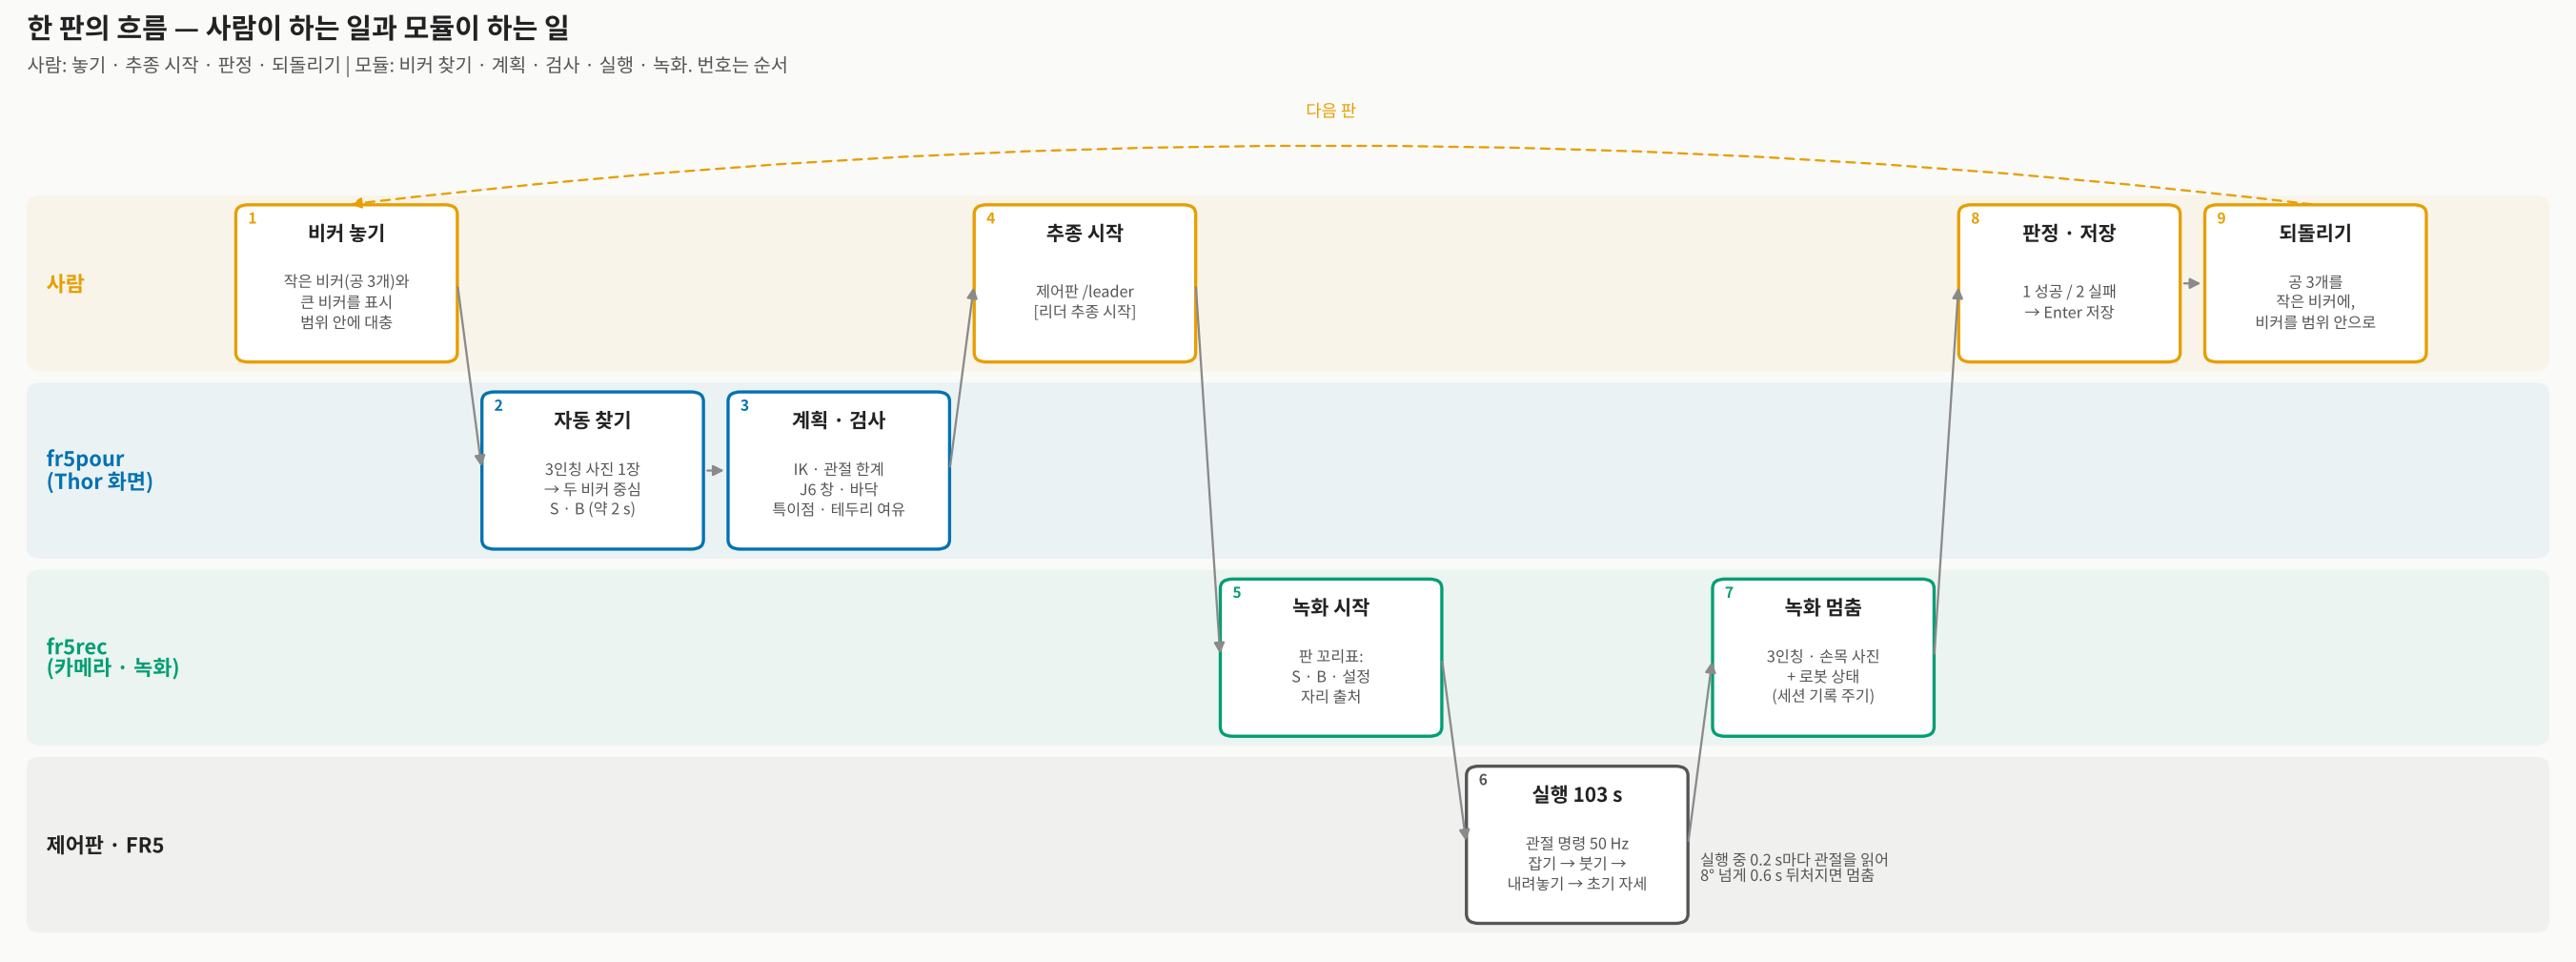 한 판의 흐름 — 사람이 하는 일과 모듈이 하는 일
사람: 놓기 · 추종 시작 · 판정 · 되돌리기 | 모듈: 비커 찾기 · 계획 · 검사 · 실행 · 녹화. 번호는 순서
다음 판
사람
1
비커 놓기
작은 비커(공 3개)와
큰 비커를 표시
범위 안에 대충
4
추종 시작
제어판 /leader
[리더 추종 시작]
8
판정 · 저장
1 성공 / 2 실패
→ Enter 저장
9
되돌리기
공 3개를
작은 비커에,
비커를 범위 안으로
fr5pour
(Thor 화면)
2
자동 찾기
3인칭 사진 1장
→ 두 비커 중심
S · B (약 2 s)
3
계획 · 검사
IK · 관절 한계
J6 창 · 바닥
특이점 · 테두리 여유
fr5rec
(카메라 · 녹화)
5
녹화 시작
판 꼬리표:
S · B · 설정
자리 출처
7
녹화 멈춤
3인칭 · 손목 사진
+ 로봇 상태
(세션 기록 주기)
제어판 · FR5
6
실행 103 s
관절 명령 50 Hz
잡기 → 붓기 →
내려놓기 → 초기 자세
실행 중 0.2 s마다 관절을 읽어
8° 넘게 0.6 s 뒤처지면 멈춤